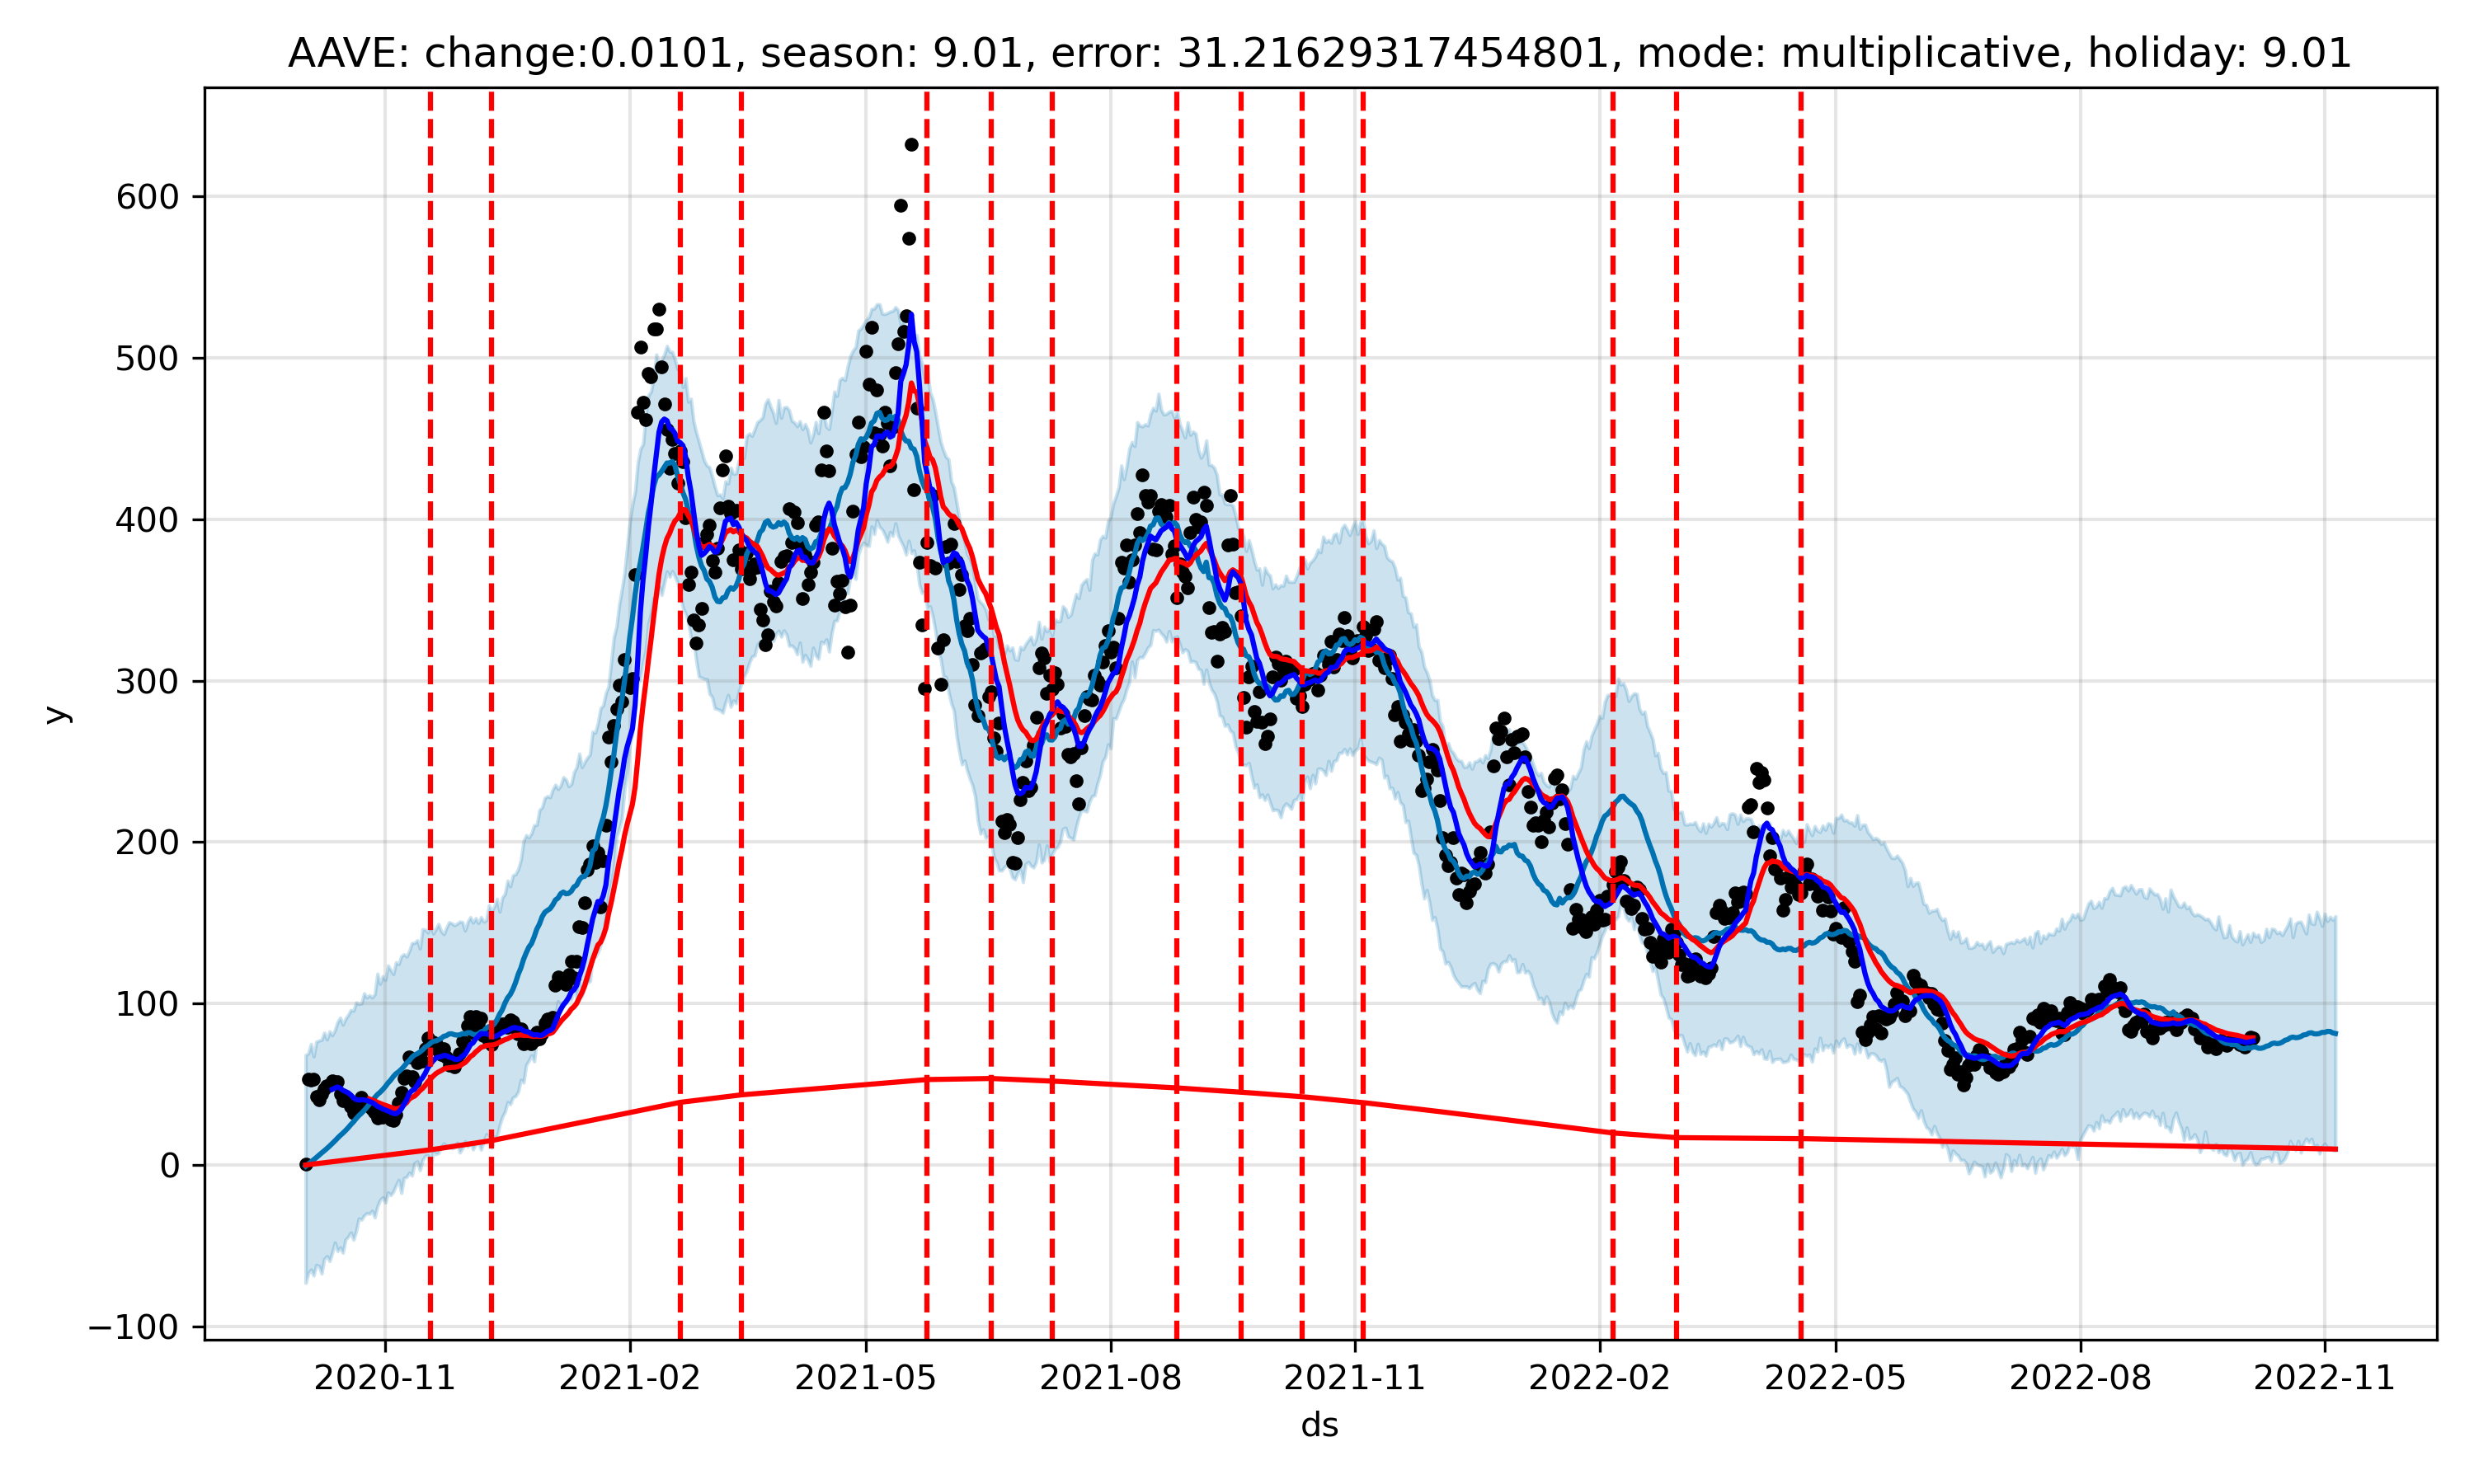 AAVE: change:0.0101, season: 9.01, error: 31.21629317454801, mode: multiplicative, holiday: 9.01
y
600
500
400
300
200
100
0
−100
2020-11 2021-02 2021-05 2021-08 2021-11 2022-02 2022-05 2022-08 2022-11
ds